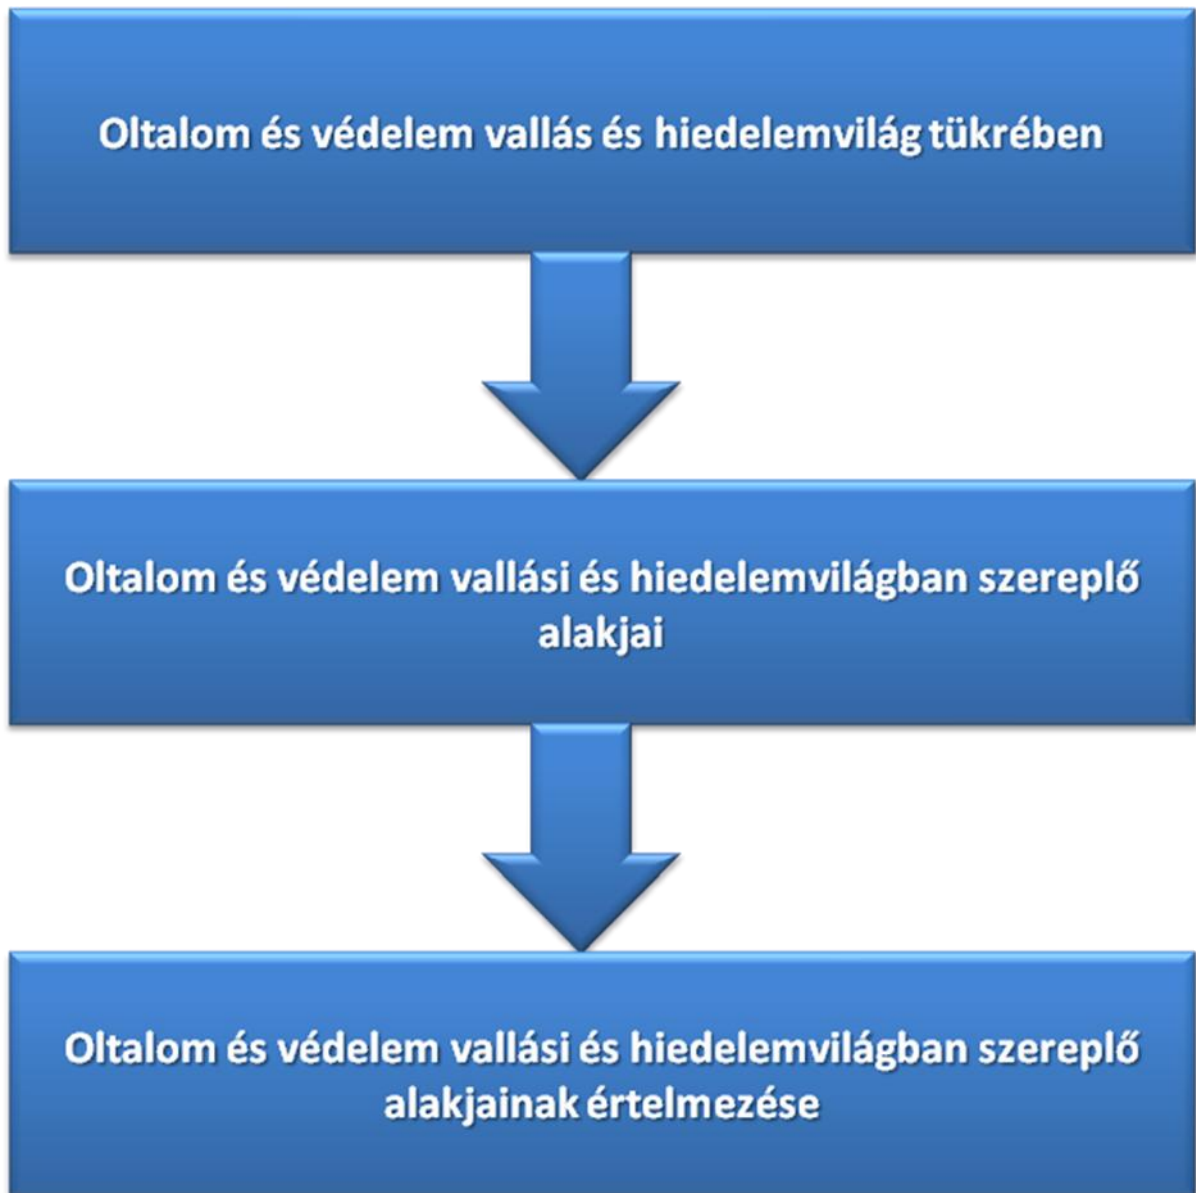 Oltalom és védelem vallás és hiedelemvilág tükrében
Oltalom és védelem vallási és hiedelemvilágban szereplő
alakjai
Oltalom és védelem vallási és hiedelemvilágban szereplő
alakjainak értelmezése